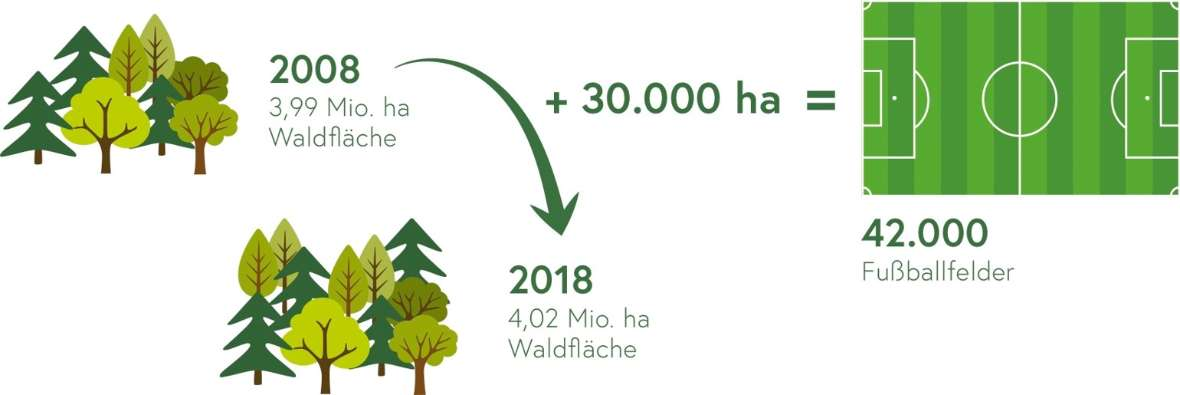 2008
3,99 Mio. ha
Waldfläche
+ 30.000 ha =
42.000
Fußballfelder
2018
4,02 Mio. ha
Waldfläche